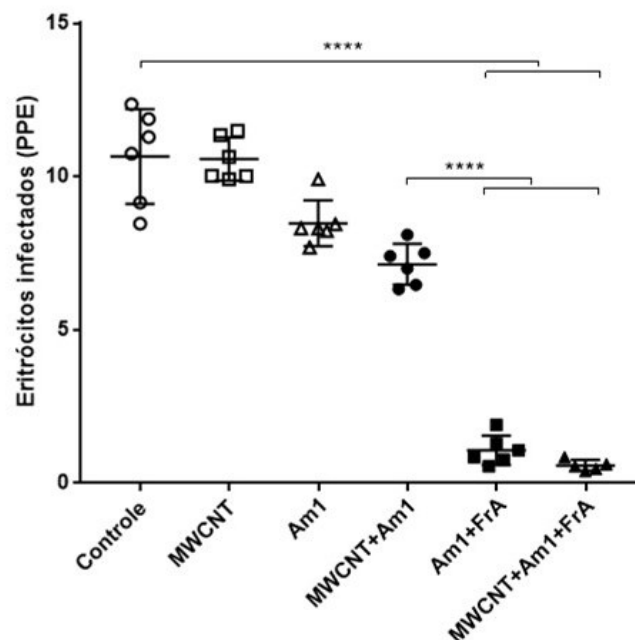 15
****
10
****
5
0
Eritrócitos infectados (PPE)
Controle
MWCNT
Am1
MWCNT+Am1
Am1+FrA
MWCNT+Am1+FrA